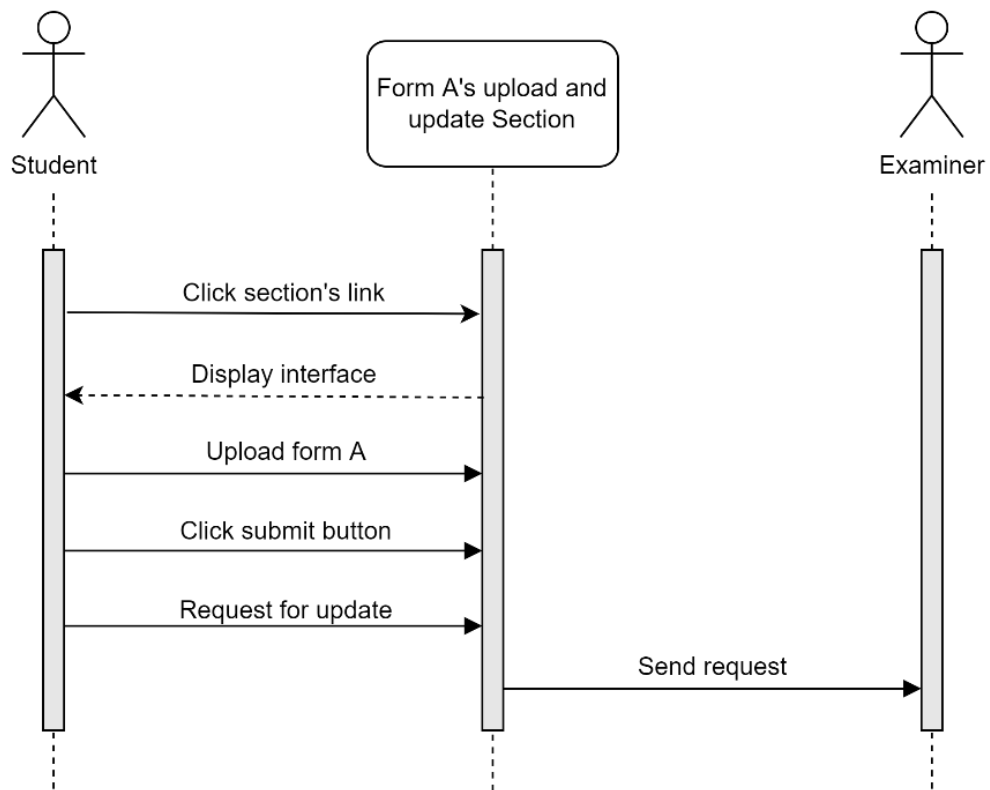 Form A's upload and
update Section
Student
Examiner
Click section's link
Display interface
Upload form A
Click submit button
Request for update
Send request